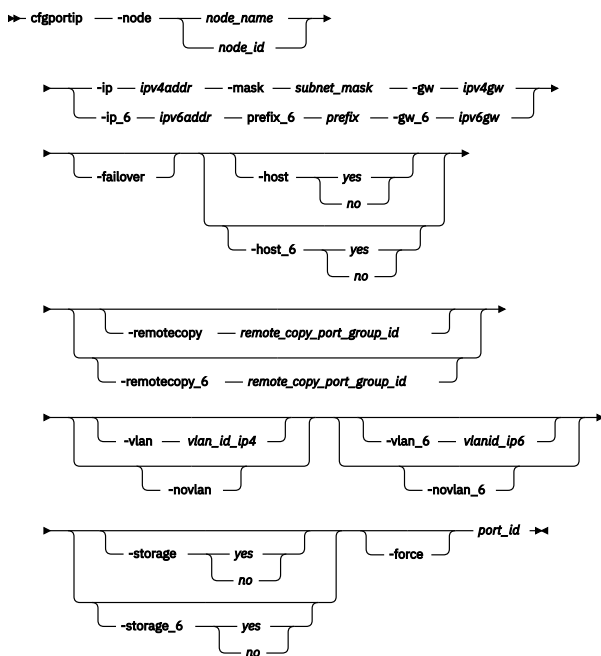 cfgportip -node node_name
node_id
-ip ipv4addr -mask subnet_mask -gw ipv4gw
-ip_6 ipv6addr prefix_6 prefix -gw_6 ipv6gw
-failover -host yes
no
-host_6 yes
no
-remotecopy remote_copy_port_group_id
-remotecopy_6 remote_copy_port_group_id
-vlan vlan_id_ip4 -vlan_6 vlanid_ip6
-novlan -novlan_6
port_id
-storage yes -force
no
-storage_6 yes
no